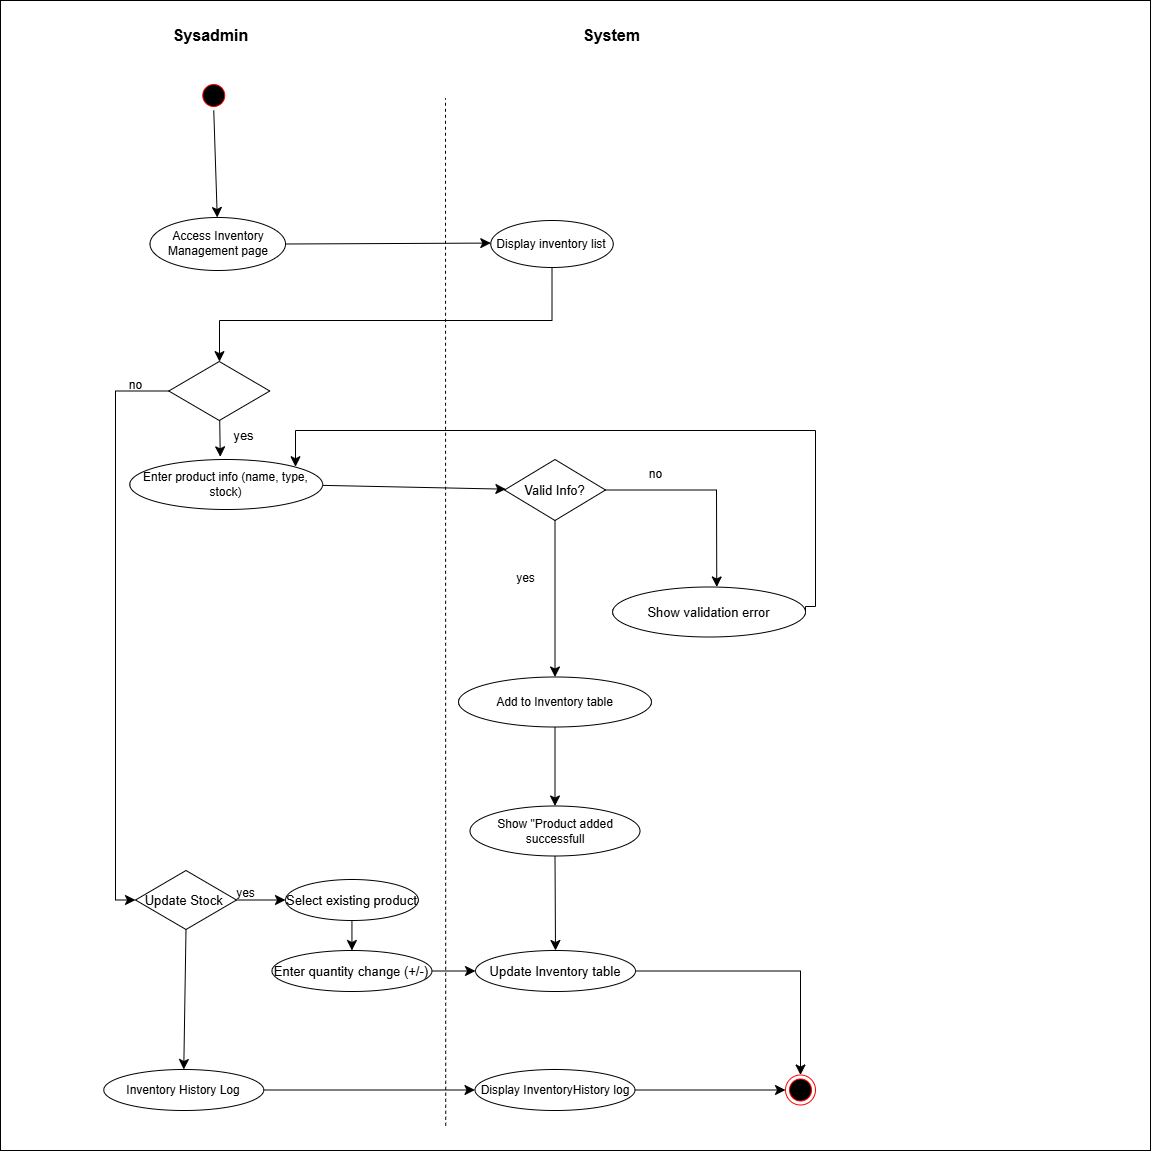 Sysadmin
System
Access Inventory
Management page
Display inventory list
no
yes
Enter product info (name, type,
stock)
Valid Info?
no
yes
Show validation error
Add to Inventory table
Show "Product added
successfull
Update Stock
yes
Select existing product
Enter quantity change (+/-)
Update Inventory table
Inventory History Log
Display InventoryHistory log